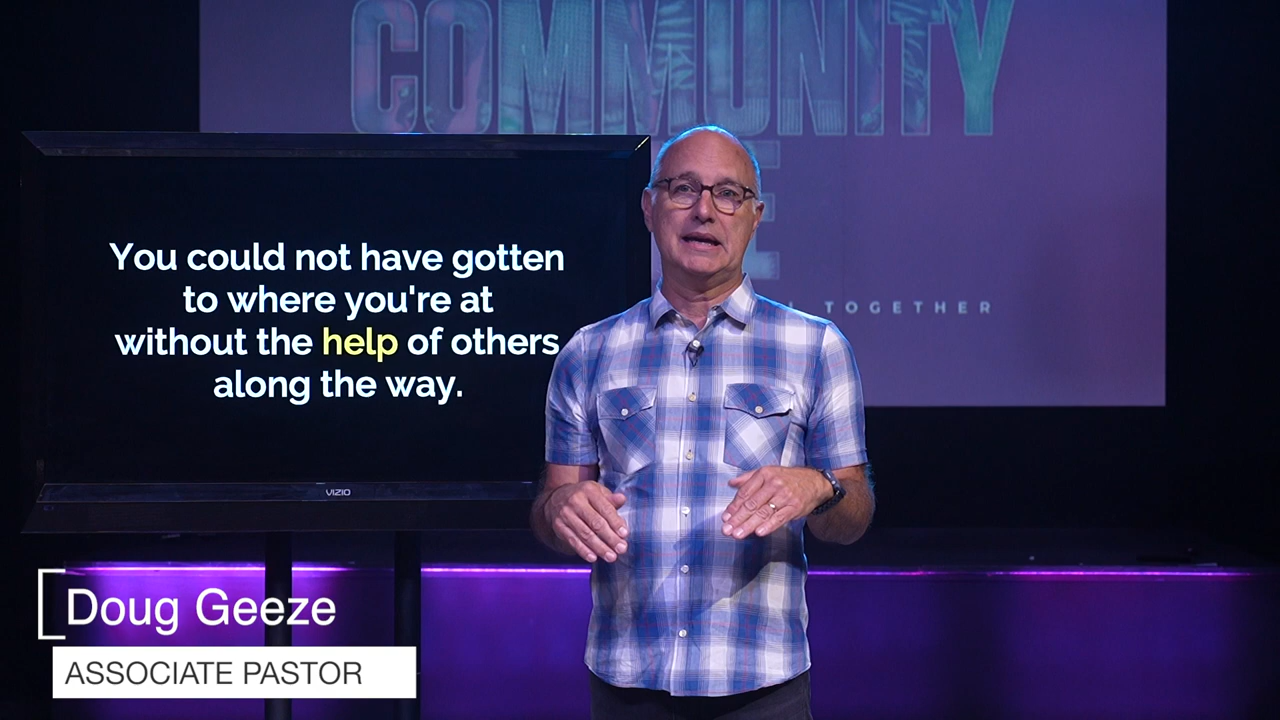 COMMUNITY
TOGETHER
You could not have gotten
to where you're at
without the help of others
along the way.
VIZIO
Doug Geeze
ASSOCIATE PASTOR